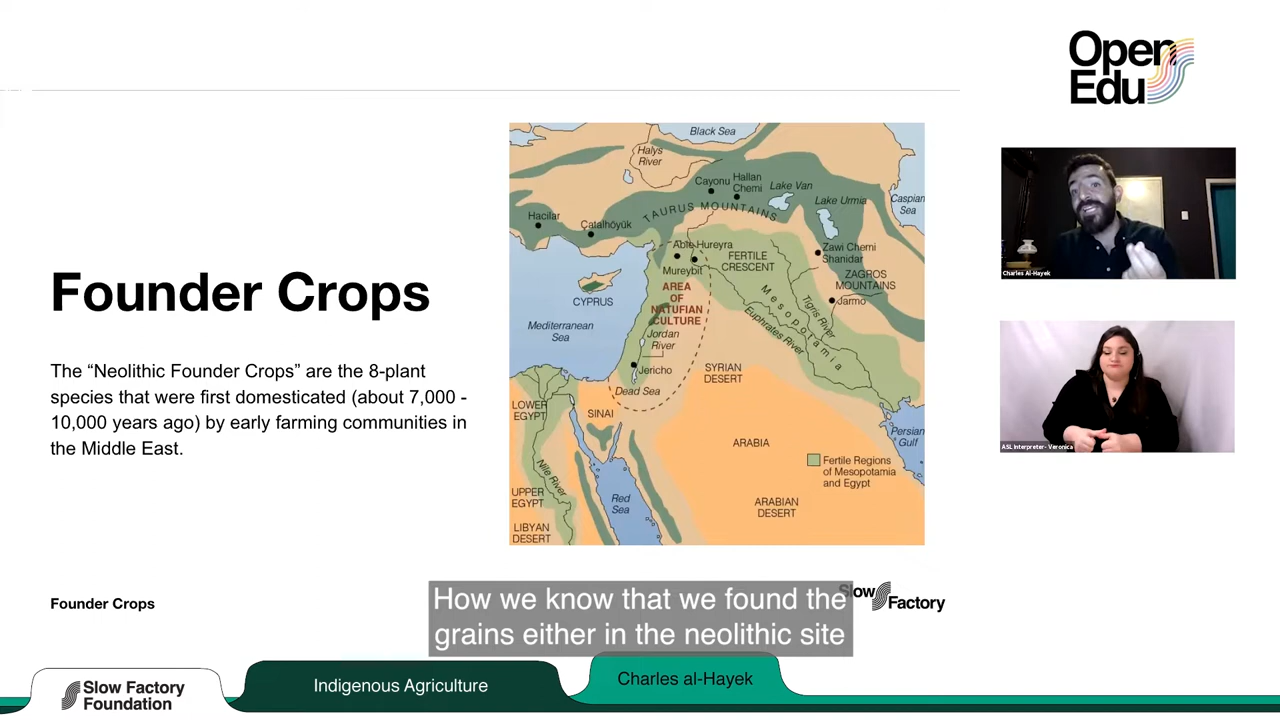 Open
Edu
Founder Crops
The “Neolithic Founder Crops” are the 8-plant
species that were first domesticated (about 7,000 -
10,000 years ago) by early farming communities in
the Middle East.
Black Sea
Halys
River
Cayonu
Hallan
Chemi
Lake Van
Lake Urmia
Caspian
Sea
Hacilar
Çatalhöyük
TAURUS MOUNTAINS
Abu Hureyra
Mureybit
FERTILE
CRESCENT
Zawi Chemi
Shanidar
ZAGROS
MOUNTAINS
Jarmo
CYPRUS
AREA
OF
NATUFIAN
CULTURE
Mesopotamia
Tigris River
Euphrates River
Mediterranean
Sea
Jordan
River
Jericho
Dead Sea
SYRIAN
DESERT
LOWER
EGYPT
SINAI
Persian
Gulf
ARABIA
Nile River
Fertile Regions
of Mesopotamia
and Egypt
UPPER
EGYPT
Red
Sea
ARABIAN
DESERT
LIBYAN
DESERT
Charles Al-Hayek
ASL Interpreter- Veronica
Founder Crops
Slow
Factory
How we know that we found the
grains either in the neolithic site
Slow Factory
Foundation
Indigenous Agriculture
Charles al-Hayek